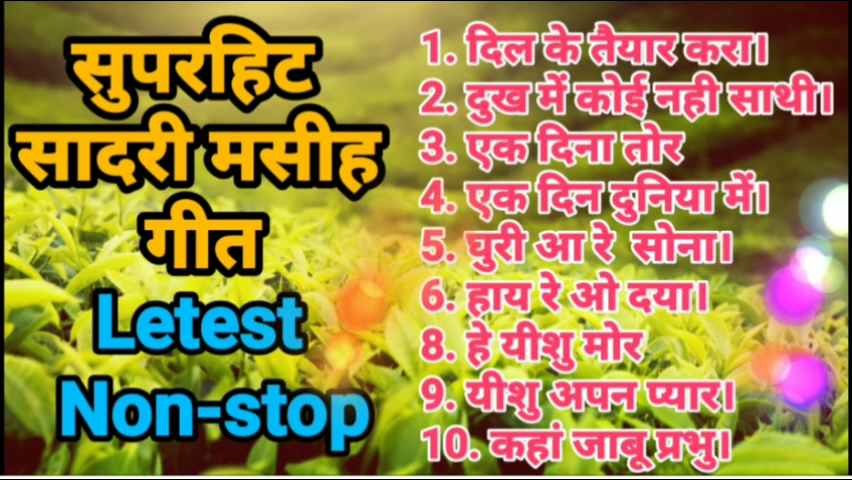 सुपरहिट
सादरी मसीह
गीत
Letest
Non-stop
1. दिल के तैयार करा।
2. दुख में कोई नही साथी।
3. एक दिना तोर
4. एक दिन दुनिया में।
5. घुरी आ रे सोना।
6. हाय रे ओ दया।
8. हे यीशु मोर
9. यीशु अपन प्यार।
10. कहां जाबू प्रभु।